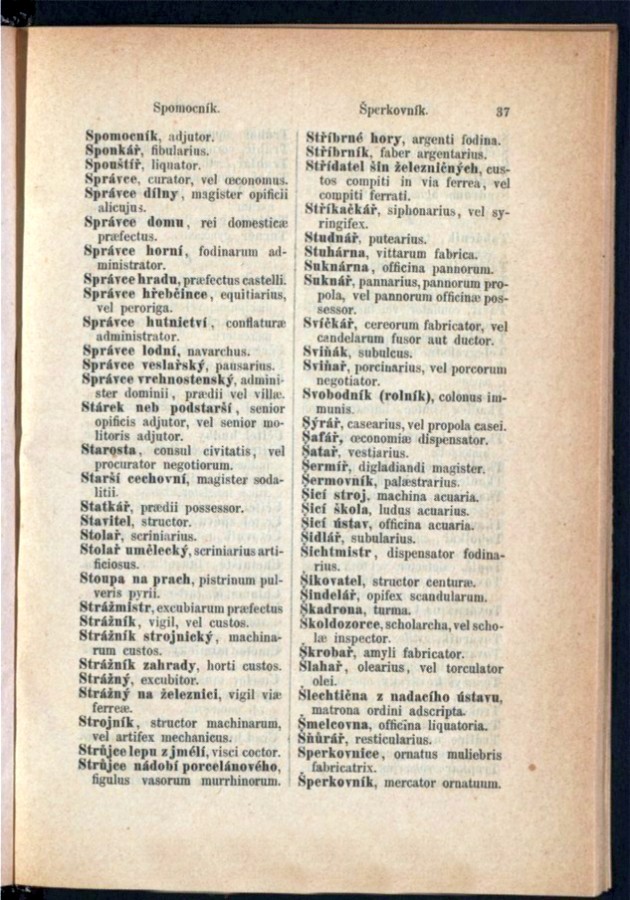 Spomocník.
Šperkovník.
37
Spomocník, adjutor.
Sponkář, fibularius.
Spouštíř, liquator.
Správce, curator, vel œconomus.
Správce dílny, magister opificii
alicujus.
Správce domu, rei domesticæ
præfectus.
Správce horní, fodinarum ad-
ministrator.
Správce hradu, præfectus castelli.
Správce hřebčince, equitiarius,
vel peroriga.
Správce hutnictví, conflaturæ
administrator.
Správce lodní, navarchus.
Správce veslařský, pausarius.
Správce vrchnostenský, admini-
ster dominii, prædii vel villæ.
Stárek neb podstarší, senior
opificis adjutor, vel senior mo-
litoris adjutor.
Starosta, consul civitatis, vel
procurator negotiorum.
Starší cechovní, magister soda-
litii.
Statkář, prædii possessor.
Stavitel, structor.
Stolař, scriniarius.
Stolař umělecký, scriniarius arti-
ficiosus.
Stoupa na prach, pistrinum pul-
veris pyrii.
Strážmistr, excubiarum præfectus
Strážník, vigil, vel custos.
Strážník strojnický, machina-
rum custos.
Strážník zahrady, horti custos.
Strážný, excubitor.
Strážný na železnici, vigil viæ
ferreæ.
Strojník, structor machinarum,
vel artifex mechanicus.
Strůjce lepu z jmélí, visci coctor.
Strůjce nádobí porcelánového,
figulus vasorum murrhinorum.
Stříbrné hory, argenti fodina.
Stříbrník, faber argentarius.
Střídatel šin železničných, cus-
tos compiti in via ferrea, vel
compiti ferrati.
Stříkačkář, siphonarius, vel sy-
ringifex.
Studnář, putearius.
Stuhárna, vittarum fabrica.
Suknárna, officina pannorum.
Suknář, pannarius, pannorum pro-
pola, vel pannorum officinæ pos-
sessor.
Svíčkář, cereorum fabricator, vel
candelarum fusor aut ductor.
Sviňák, subulcus.
Sviňař, porcinarius, vel porcorum
negotiator.
Svobodník (rolník), colonus im-
munis.
Sýrář, casearius, vel propola casei.
Šafář, œconomiæ dispensator.
Šatař, vestiarius.
Šermíř, digladiandi magister.
Šermovník, palæstrarius.
Šicí stroj, machina acuaria.
Šicí škola, ludus acuarius.
Šicí ústav, officina acuaria.
Šidlář, subularius.
Šichtmistr, dispensator fodina-
rius.
Šikovatel, structor centuræ.
Šindelář, opifex scandularum.
Škadrona, turma.
Školdozorce, scholarcha, vel scho-
læ inspector.
Škrobař, amyli fabricator.
Šlahař, olearius, vel torculator
olei.
Šlechtična z nadacího ústavu,
matrona ordini adscripta.
Šmelcovna, officina liquatoria.
Šňůrář, resticularius.
Šperkovnice, ornatus muliebris
fabricatrix.
Šperkovník, mercator ornatuum.